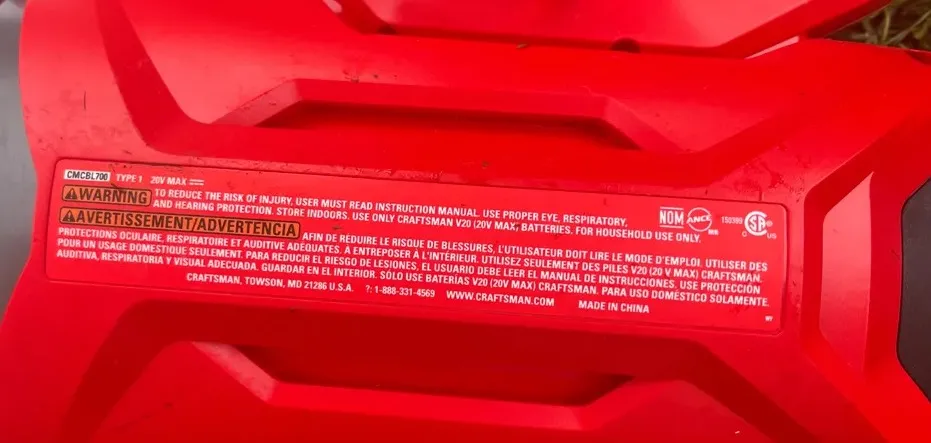 CMCBL700 TYPE 1 20V MAX
WARNING TO REDUCE THE RISK OF INJURY, USER MUST READ INSTRUCTION MANUAL. USE PROPER EYE, RESPIRATORY,
AND HEARING PROTECTION. STORE INDOORS. USE ONLY CRAFTSMAN V20 (20V MAX) BATTERIES. FOR HOUSEHOLD USE ONLY.
NOM ANCE 150399 C US
AVERTISSEMENT/ADVERTENCIA AFIN DE RÉDUIRE LE RISQUE DE BLESSURES, L'UTILISATEUR DOIT LIRE LE MODE D'EMPLOI. UTILISER DES
PROTECTIONS OCULAIRE, RESPIRATOIRE ET AUDITIVE ADÉQUATES. À ENTREPOSER À L'INTÉRIEUR. UTILISEZ SEULEMENT DES PILES V20 (20 V MAX) CRAFTSMAN.
POUR UN USAGE DOMESTIQUE SEULEMENT. PARA REDUCIR EL RIESGO DE LESIONES, EL USUARIO DEBE LEER EL MANUAL DE INSTRUCCIONES. USE PROTECCIÓN
AUDITIVA, RESPIRATORIA Y VISUAL ADECUADA. GUARDAR EN EL INTERIOR. SÓLO USE BATERÍAS V20 (20V MAX) CRAFTSMAN. PARA USO DOMÉSTICO SOLAMENTE.
CRAFTSMAN, TOWSON, MD 21286 U.S.A. ?: 1-888-331-4569 WWW.CRAFTSMAN.COM MADE IN CHINA